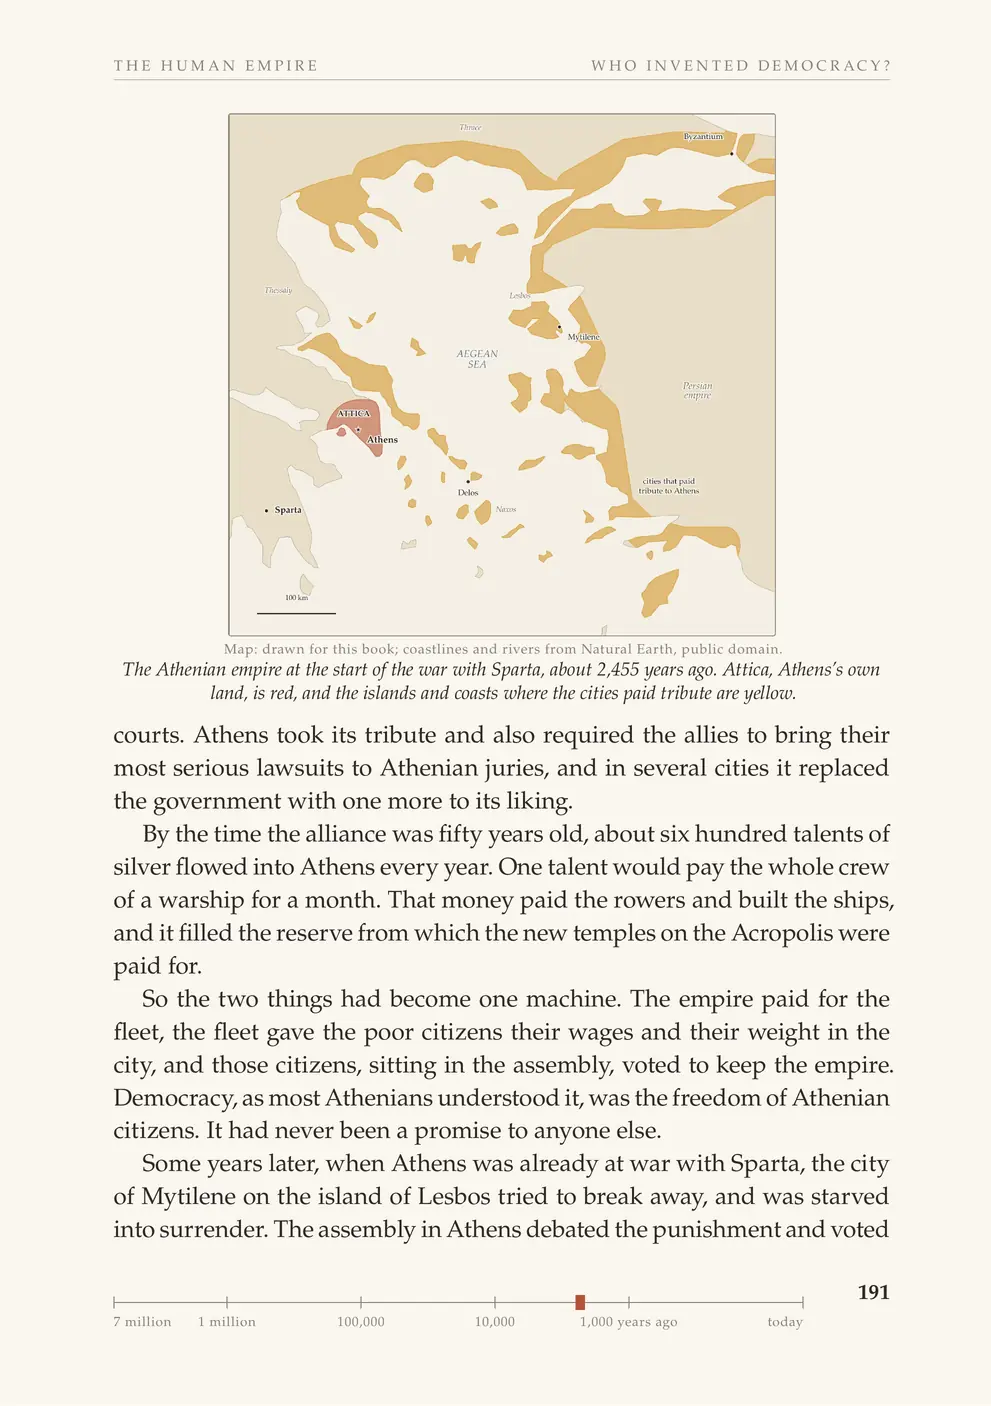 THE HUMAN EMPIRE
WHO INVENTED DEMOCRACY?
Thrace
Byzantium
Thessaly
Lesbos
Mytilene
AEGEAN
SEA
Persian
empire
ATTICA
Athens
cities that paid
tribute to Athens
Delos
Naxos
Sparta
100 km
Map: drawn for this book; coastlines and rivers from Natural Earth, public domain.
The Athenian empire at the start of the war with Sparta, about 2,455 years ago. Attica, Athens’s own
land, is red, and the islands and coasts where the cities paid tribute are yellow.
courts. Athens took its tribute and also required the allies to bring their
most serious lawsuits to Athenian juries, and in several cities it replaced
the government with one more to its liking.
By the time the alliance was fifty years old, about six hundred talents of
silver flowed into Athens every year. One talent would pay the whole crew
of a warship for a month. That money paid the rowers and built the ships,
and it filled the reserve from which the new temples on the Acropolis were
paid for.
So the two things had become one machine. The empire paid for the
fleet, the fleet gave the poor citizens their wages and their weight in the
city, and those citizens, sitting in the assembly, voted to keep the empire.
Democracy, as most Athenians understood it, was the freedom of Athenian
citizens. It had never been a promise to anyone else.
Some years later, when Athens was already at war with Sparta, the city
of Mytilene on the island of Lesbos tried to break away, and was starved
into surrender. The assembly in Athens debated the punishment and voted
191
7 million
1 million
100,000
10,000
1,000 years ago
today